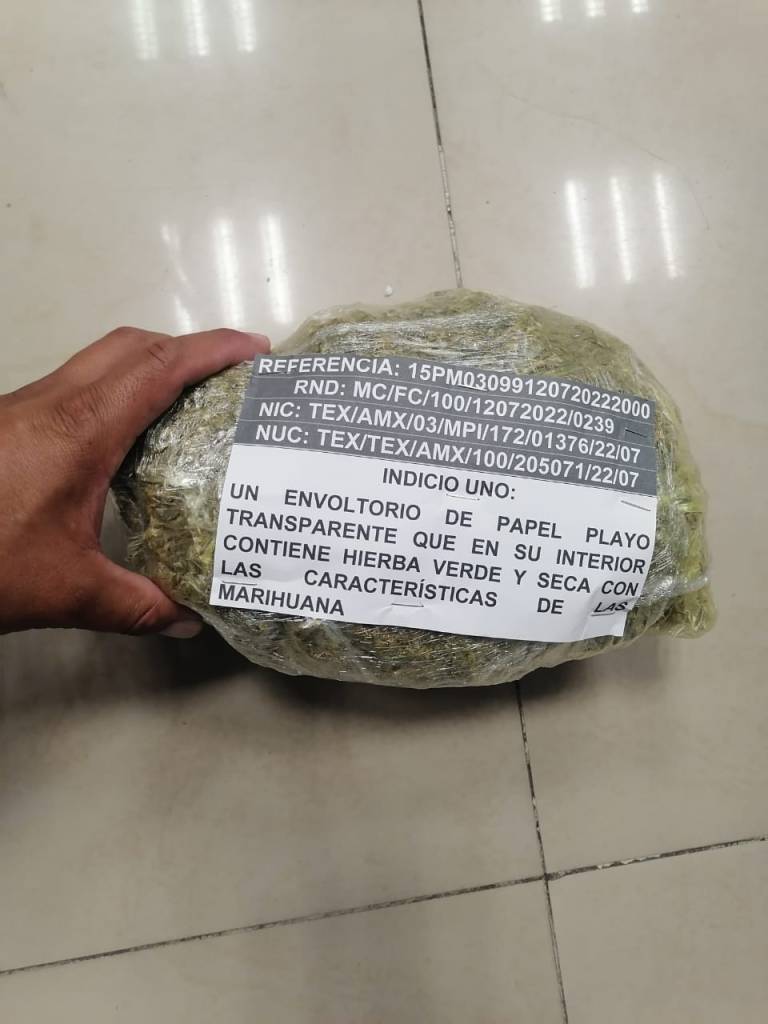 REFERENCIA: 15PM03099120720222000
RND: MC/FC/100/12072022/0239
NIC: TEX/AMX/03/MPI/172/01376/22/07
NUC: TEX/TEX/AMX/100/205071/22/07
INDICIO UNO:
UN ENVOLTORIO DE PAPEL PLAYO
TRANSPARENTE QUE EN SU INTERIOR
CONTIENE HIERBA VERDE Y SECA CON
LAS CARACTERÍSTICAS DE LAS
MARIHUANA